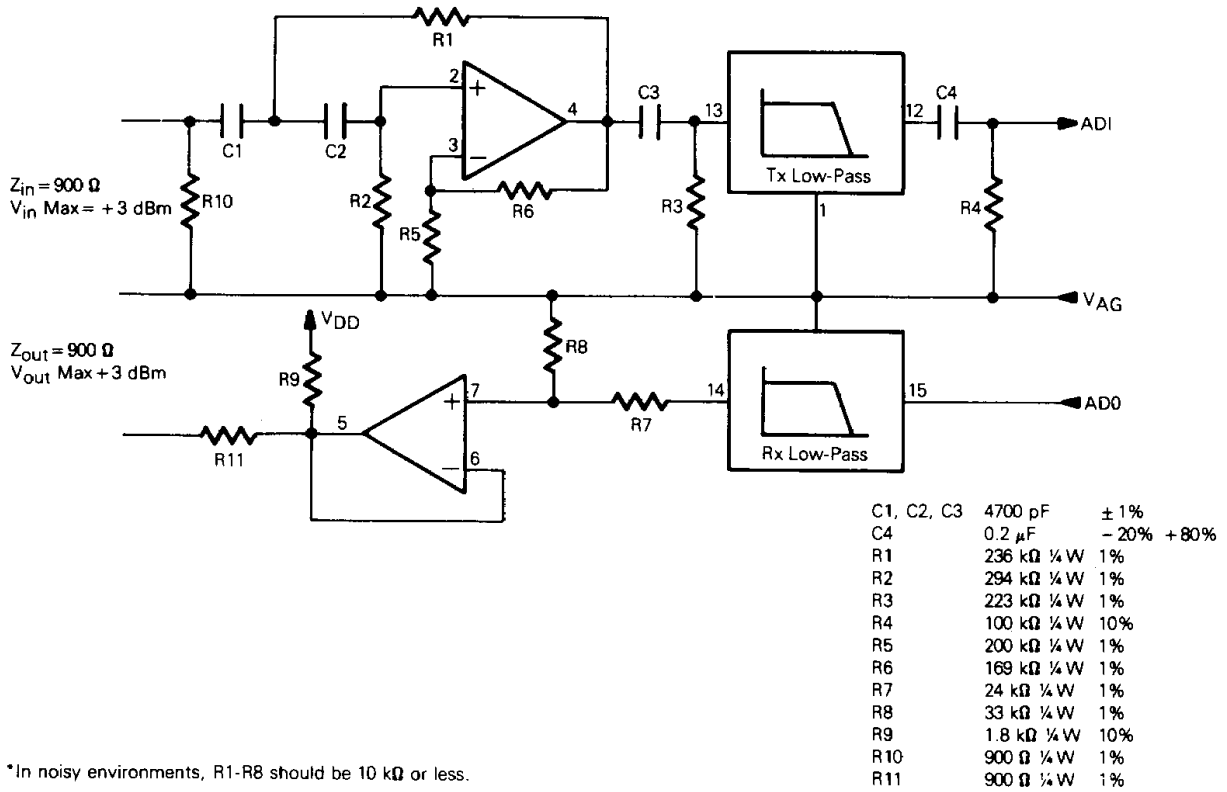 R1
2
+
4
C3
13
12
C4
ADI
C1
C2
3
−
Tx Low-Pass
Z_in = 900 Ω
V_in Max = +3 dBm
R10
R2
R6
R5
R3
1
R4
V_AG
V_DD
Z_out = 900 Ω
V_out Max +3 dBm
R9
R8
7
+
14
15
AD0
R7
5
6
−
R11
Rx Low-Pass
C1, C2, C3 4700 pF ± 1%
C4 0.2 μF − 20% + 80%
R1 236 kΩ ¼ W 1%
R2 294 kΩ ¼ W 1%
R3 223 kΩ ¼ W 1%
R4 100 kΩ ¼ W 10%
R5 200 kΩ ¼ W 1%
R6 169 kΩ ¼ W 1%
R7 24 kΩ ¼ W 1%
R8 33 kΩ ¼ W 1%
R9 1.8 kΩ ¼ W 10%
R10 900 Ω ¼ W 1%
R11 900 Ω ¼ W 1%
*In noisy environments, R1-R8 should be 10 kΩ or less.